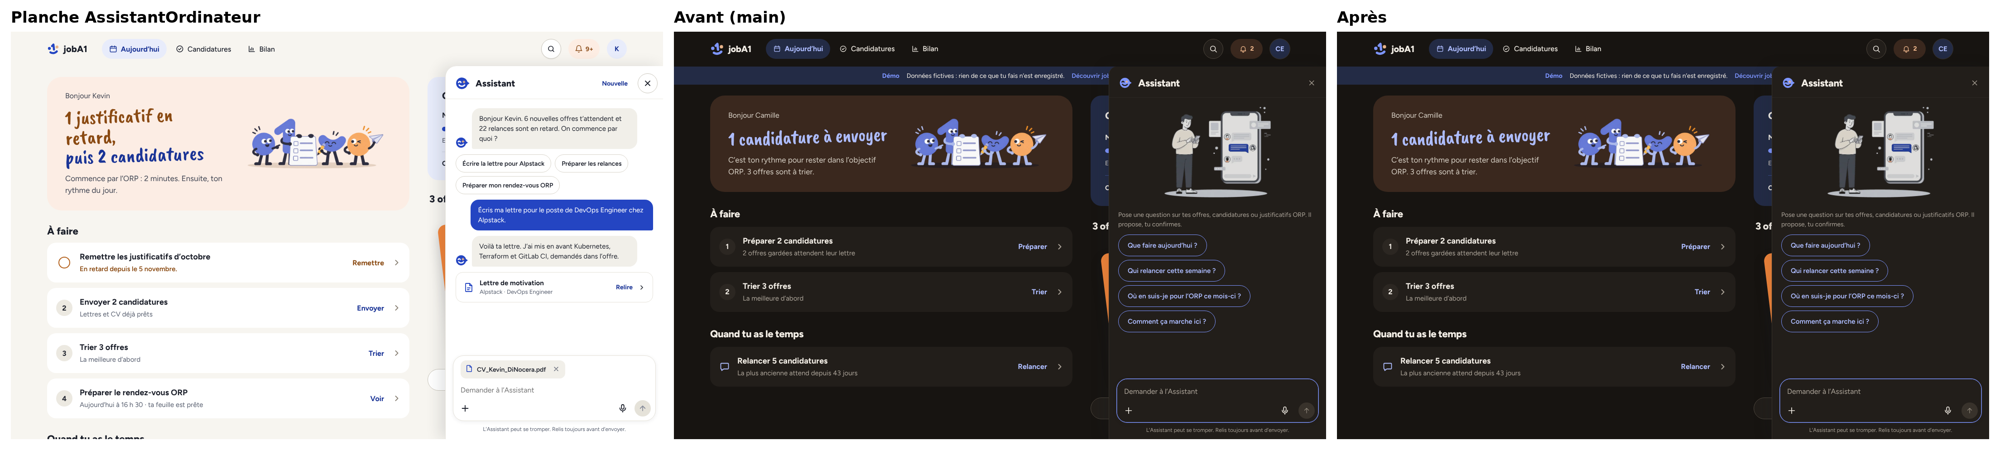 Planche AssistantOrdinateur
jobA1
Aujourd'hui
Candidatures
Bilan
9+
K
Bonjour Kevin
1 justificatif en
retard,
puis 2 candidatures
Commence par l'ORP : 2 minutes. Ensuite, ton
rythme du jour.
À faire
Remettre les justificatifs d'octobre
En retard depuis le 5 novembre.
Remettre
2
Envoyer 2 candidatures
Lettres et CV déjà prêts
Envoyer
3
Trier 3 offres
La meilleure d'abord
Trier
4
Préparer le rendez-vous ORP
Aujourd'hui à 16 h 30 · ta feuille est prête
Voir
Quand tu as le temps
3 of
Assistant
Nouvelle
Bonjour Kevin. 6 nouvelles offres t'attendent et
22 relances sont en retard. On commence par
quoi ?
Écrire la lettre pour Alpstack
Préparer les relances
Préparer mon rendez-vous ORP
Écris ma lettre pour le poste de DevOps Engineer chez
Alpstack.
Voilà ta lettre. J'ai mis en avant Kubernetes,
Terraform et GitLab CI, demandés dans l'offre.
Lettre de motivation
Alpstack · DevOps Engineer
Relire
CV_Kevin_DiNocera.pdf
Demander à l'Assistant
L'Assistant peut se tromper. Relis toujours avant d'envoyer.
Avant (main)
jobA1
Aujourd'hui
Candidatures
Bilan
2
CE
Démo
Données fictives : rien de ce que tu fais n'est enregistré.
Découvrir jol
Bonjour Camille
1 candidature à envoyer
C'est ton rythme pour rester dans l'objectif
ORP. 3 offres sont à trier.
À faire
1
Préparer 2 candidatures
2 offres gardées attendent leur lettre
Préparer
2
Trier 3 offres
La meilleure d'abord
Trier
Quand tu as le temps
Relancer 5 candidatures
La plus ancienne attend depuis 43 jours
Relancer
3 of
Assistant
Pose une question sur tes offres, candidatures ou justificatifs ORP. Il
propose, tu confirmes.
Que faire aujourd'hui ?
Qui relancer cette semaine ?
Où en suis-je pour l'ORP ce mois-ci ?
Comment ça marche ici ?
Demander à l'Assistant
L'Assistant peut se tromper. Relis toujours avant d'envoyer.
Après
jobA1
Aujourd'hui
Candidatures
Bilan
2
CE
Démo
Données fictives : rien de ce que tu fais n'est enregistré.
Découvrir jol
Bonjour Camille
1 candidature à envoyer
C'est ton rythme pour rester dans l'objectif
ORP. 3 offres sont à trier.
À faire
1
Préparer 2 candidatures
2 offres gardées attendent leur lettre
Préparer
2
Trier 3 offres
La meilleure d'abord
Trier
Quand tu as le temps
Relancer 5 candidatures
La plus ancienne attend depuis 43 jours
Relancer
3 of
Assistant
Pose une question sur tes offres, candidatures ou justificatifs ORP. Il
propose, tu confirmes.
Que faire aujourd'hui ?
Qui relancer cette semaine ?
Où en suis-je pour l'ORP ce mois-ci ?
Comment ça marche ici ?
Demander à l'Assistant
L'Assistant peut se tromper. Relis toujours avant d'envoyer.